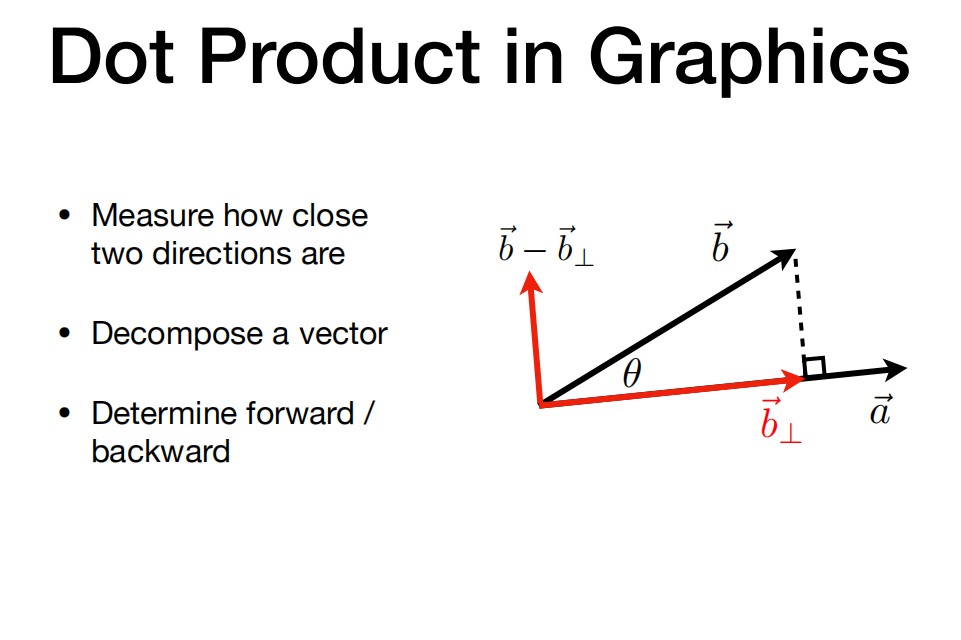 Dot Product in Graphics
• Measure how close
two directions are
• Decompose a vector
• Determine forward /
backward
$\vec{b} - \vec{b}_\perp$
$\vec{b}$
θ
$\vec{b}_\perp$
$\vec{a}$